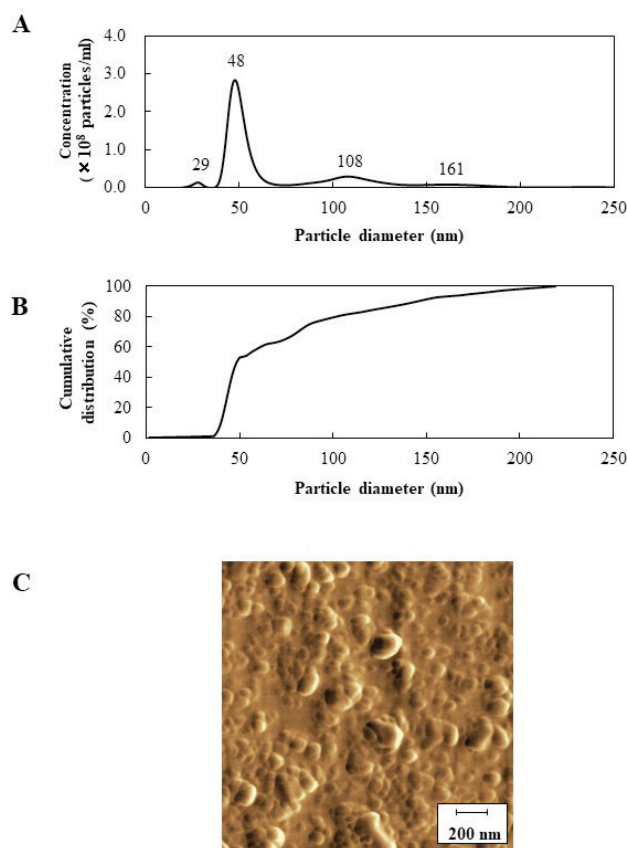 A
Concentration
( × 10⁸ particles/ml)
4.0
3.0
2.0
1.0
0.0
29
48
108
161
0
50
100
150
200
250
Particle diameter (nm)
B
Cumulative
distribution (%)
100
80
60
40
20
0
0
50
100
150
200
250
Particle diameter (nm)
C
200 nm